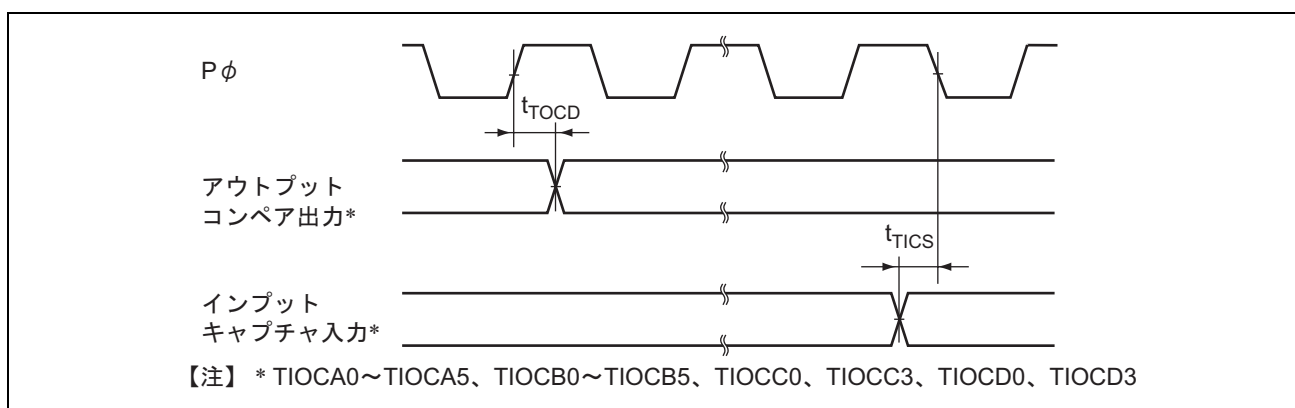 Pφ
tTOCD
アウトプット
コンペア出力*
tTICS
インプット
キャプチャ入力*
【注】 * TIOCA0～TIOCA5、TIOCB0～TIOCB5、TIOCC0、TIOCC3、TIOCD0、TIOCD3